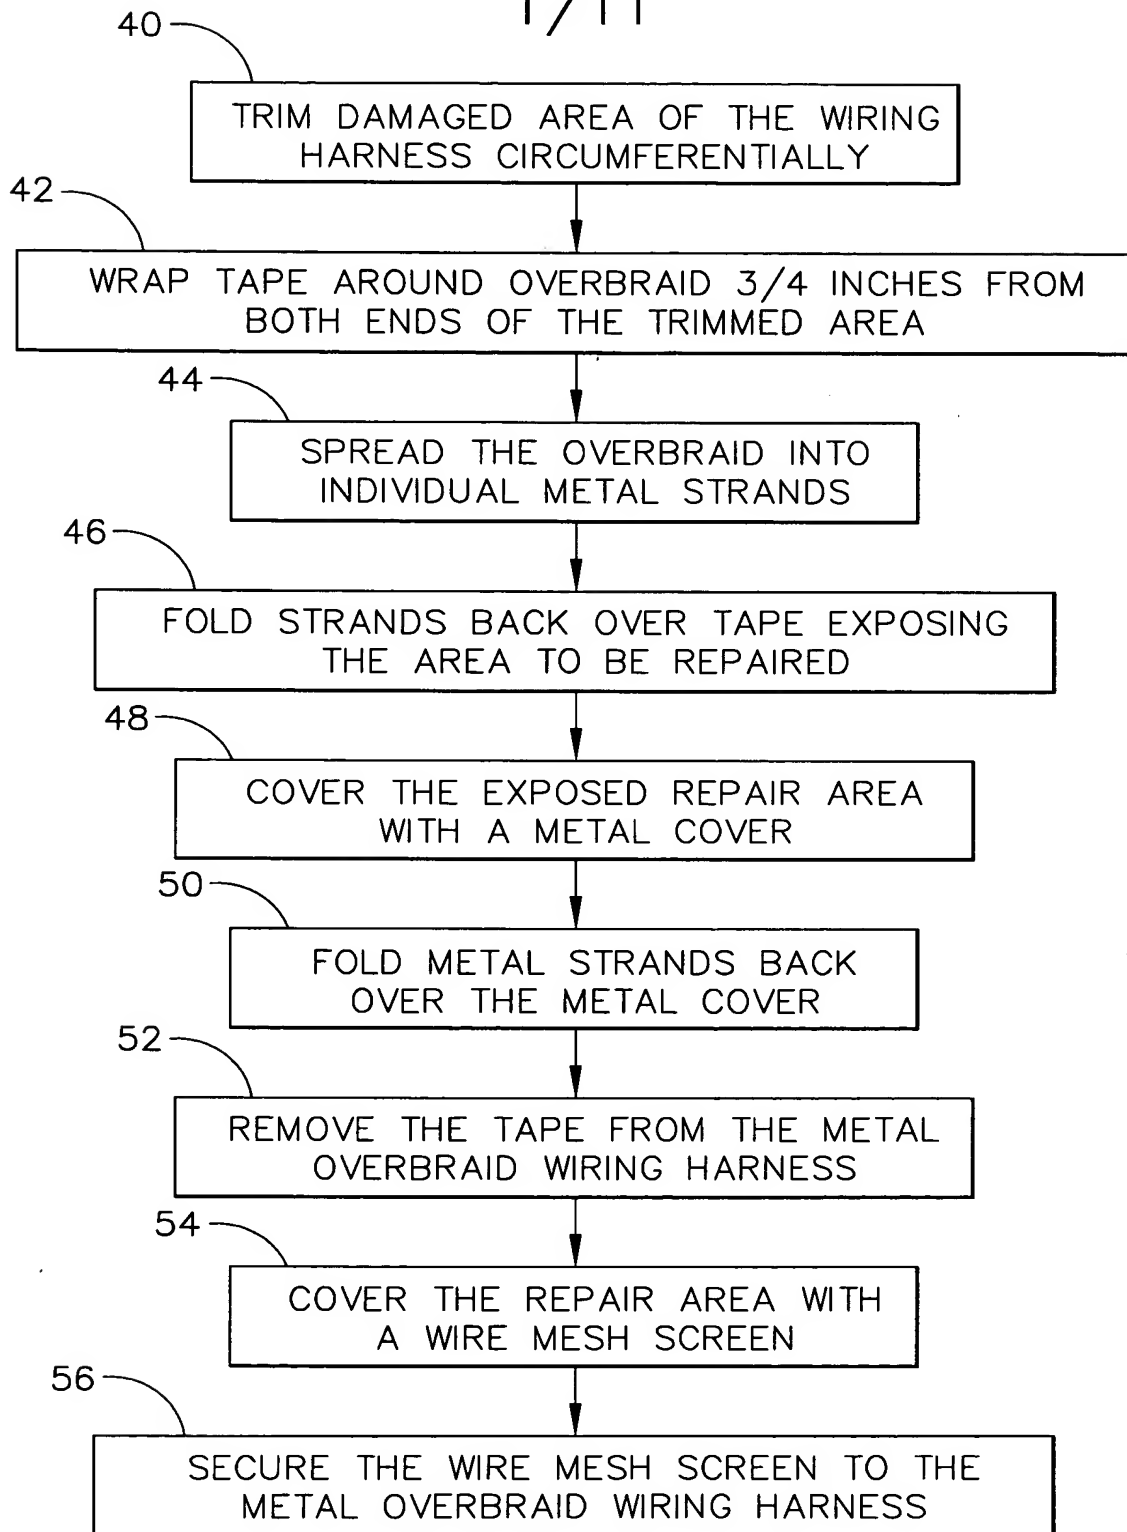 1/11
40
TRIM DAMAGED AREA OF THE WIRING
HARNESS CIRCUMFERENTIALLY
42
WRAP TAPE AROUND OVERBRAID 3/4 INCHES FROM
BOTH ENDS OF THE TRIMMED AREA
44
SPREAD THE OVERBRAID INTO
INDIVIDUAL METAL STRANDS
46
FOLD STRANDS BACK OVER TAPE EXPOSING
THE AREA TO BE REPAIRED
48
COVER THE EXPOSED REPAIR AREA
WITH A METAL COVER
50
FOLD METAL STRANDS BACK
OVER THE METAL COVER
52
REMOVE THE TAPE FROM THE METAL
OVERBRAID WIRING HARNESS
54
COVER THE REPAIR AREA WITH
A WIRE MESH SCREEN
56
SECURE THE WIRE MESH SCREEN TO THE
METAL OVERBRAID WIRING HARNESS